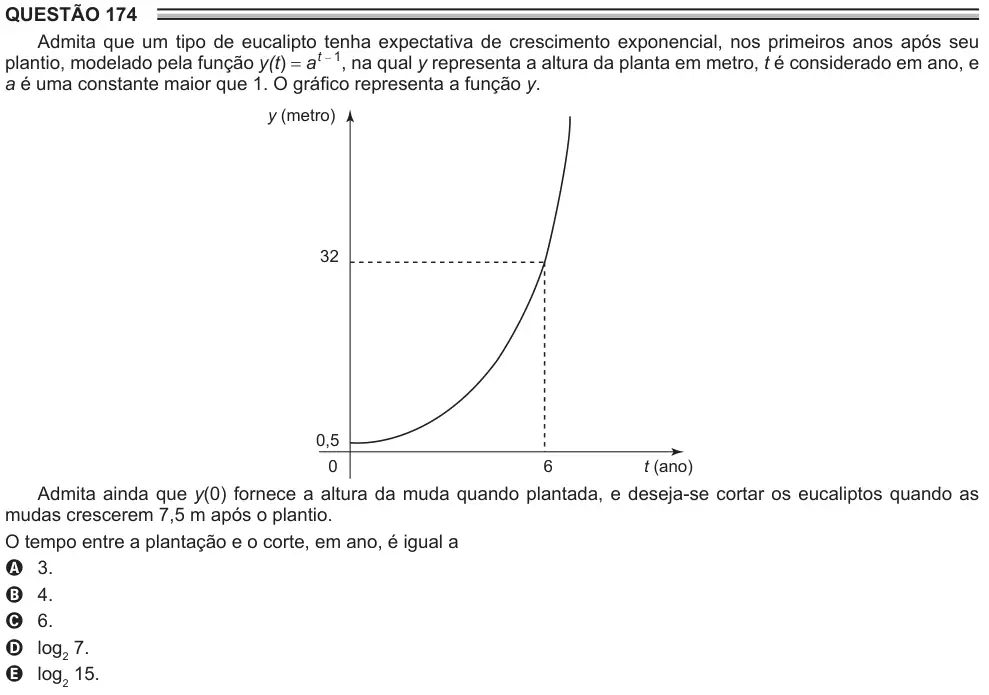 QUESTÃO 174
Admita que um tipo de eucalipto tenha expectativa de crescimento exponencial, nos primeiros anos após seu
plantio, modelado pela função y(t) = a^{t – 1}, na qual y representa a altura da planta em metro, t é considerado em ano, e
a é uma constante maior que 1. O gráfico representa a função y.
y (metro)
32
0,5
0
6
t (ano)
Admita ainda que y(0) fornece a altura da muda quando plantada, e deseja-se cortar os eucaliptos quando as
mudas crescerem 7,5 m após o plantio.
O tempo entre a plantação e o corte, em ano, é igual a
A 3.
B 4.
C 6.
D log₂ 7.
E log₂ 15.